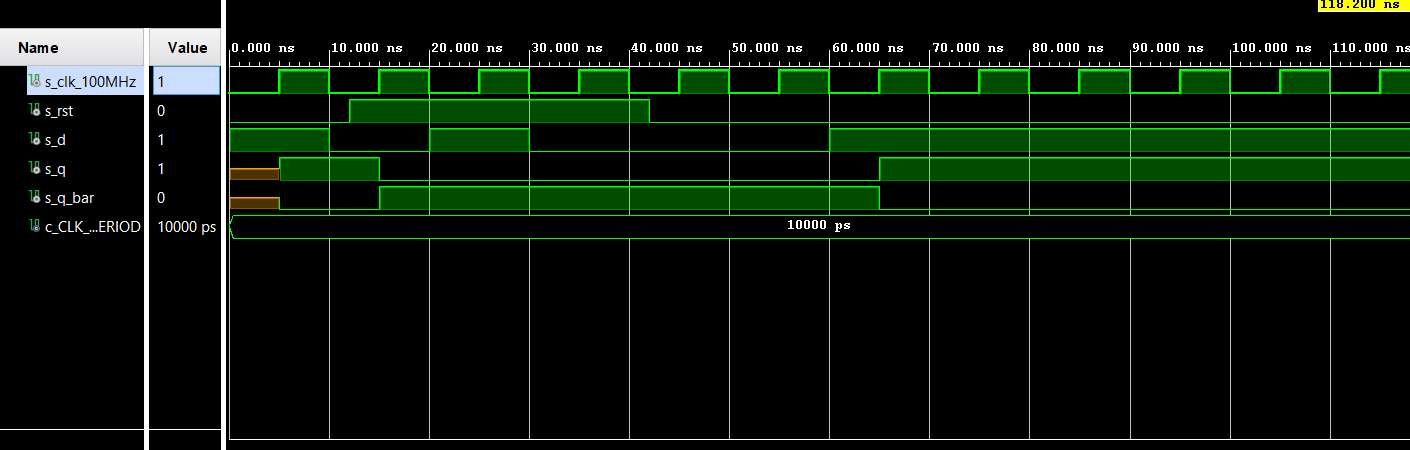 118.200 ns
Name Value
0.000 ns 10.000 ns 20.000 ns 30.000 ns 40.000 ns 50.000 ns 60.000 ns 70.000 ns 80.000 ns 90.000 ns 100.000 ns 110.000 ns
s_clk_100MHz 1
s_rst 0
s_d 1
s_q 1
s_q_bar 0
c_CLK_...ERIOD 10000 ps 10000 ps